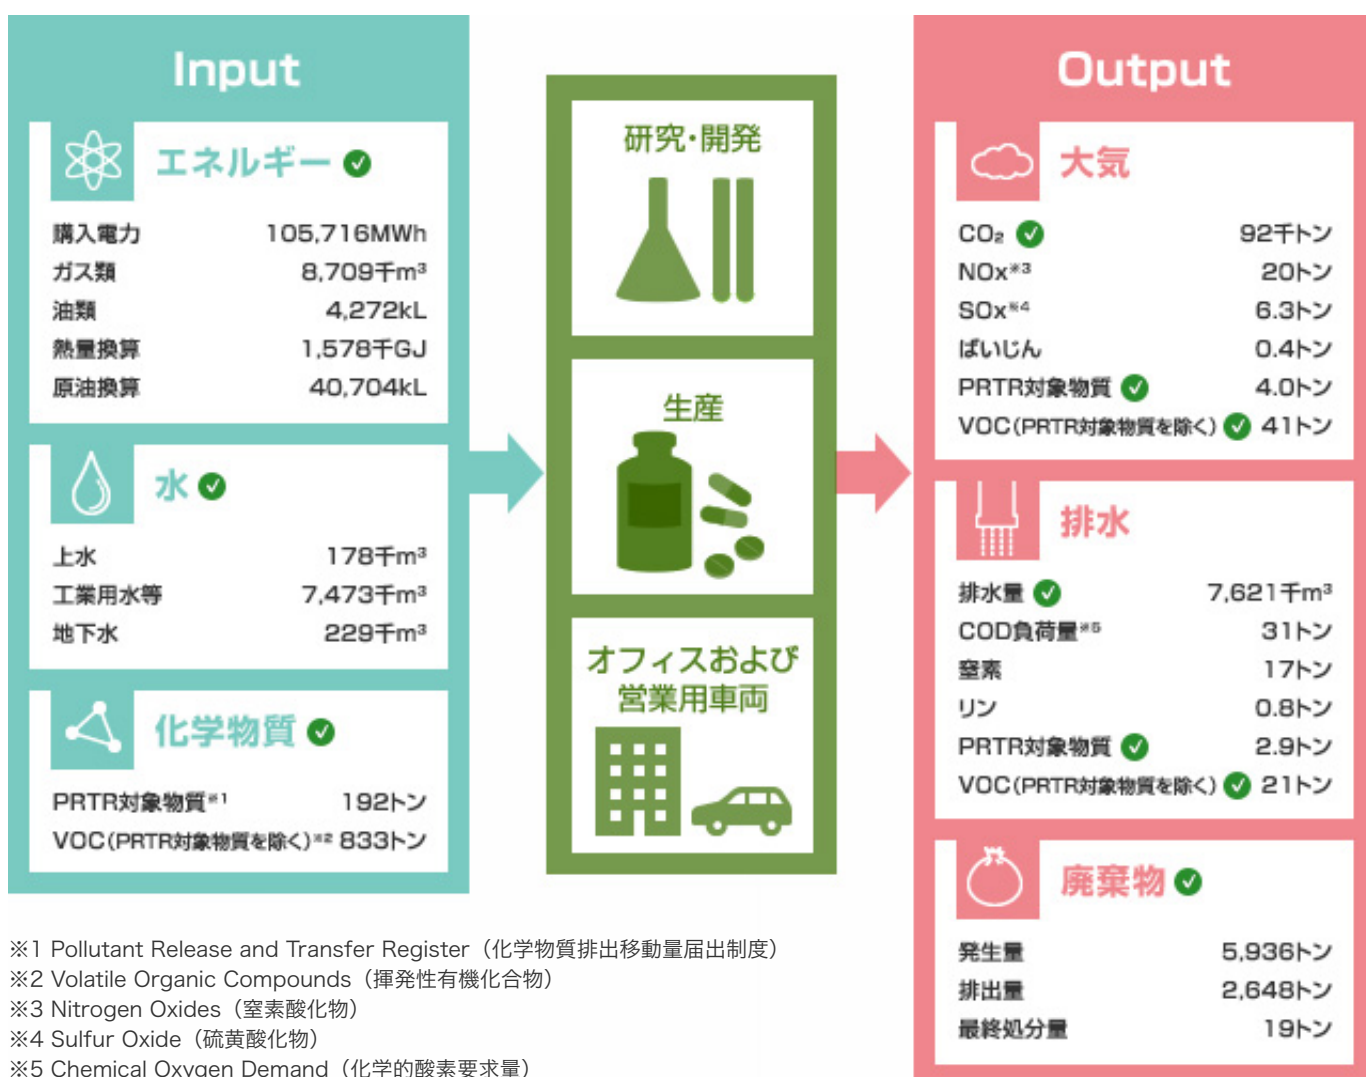 Input
エネルギー
購入電力 105,716MWh
ガス類 8,709千m³
油類 4,272kL
熱量換算 1,578千GJ
原油換算 40,704kL
水
上水 178千m³
工業用水等 7,473千m³
地下水 229千m³
化学物質
PRTR対象物質※1 192トン
VOC(PRTR対象物質を除く)※2 833トン
研究・開発
生産
オフィスおよび
営業用車両
Output
大気
CO₂ 92千トン
NOx※3 20トン
SOx※4 6.3トン
ばいじん 0.4トン
PRTR対象物質 4.0トン
VOC(PRTR対象物質を除く) 41トン
排水
排水量 7,621千m³
COD負荷量※5 31トン
窒素 17トン
リン 0.8トン
PRTR対象物質 2.9トン
VOC(PRTR対象物質を除く) 21トン
廃棄物
発生量 5,936トン
排出量 2,648トン
最終処分量 19トン
※1 Pollutant Release and Transfer Register（化学物質排出移動量届出制度）
※2 Volatile Organic Compounds（揮発性有機化合物）
※3 Nitrogen Oxides（窒素酸化物）
※4 Sulfur Oxide（硫黄酸化物）
※5 Chemical Oxygen Demand（化学的酸素要求量）